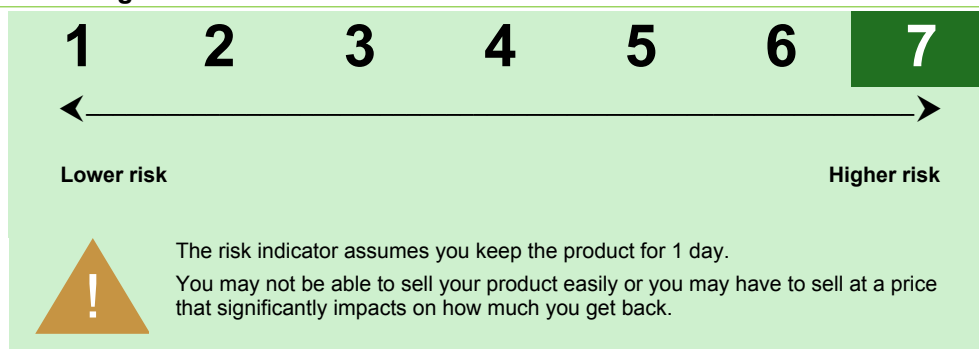 1 2 3 4 5 6 7
Lower risk Higher risk
!
The risk indicator assumes you keep the product for 1 day.
You may not be able to sell your product easily or you may have to sell at a price
that significantly impacts on how much you get back.